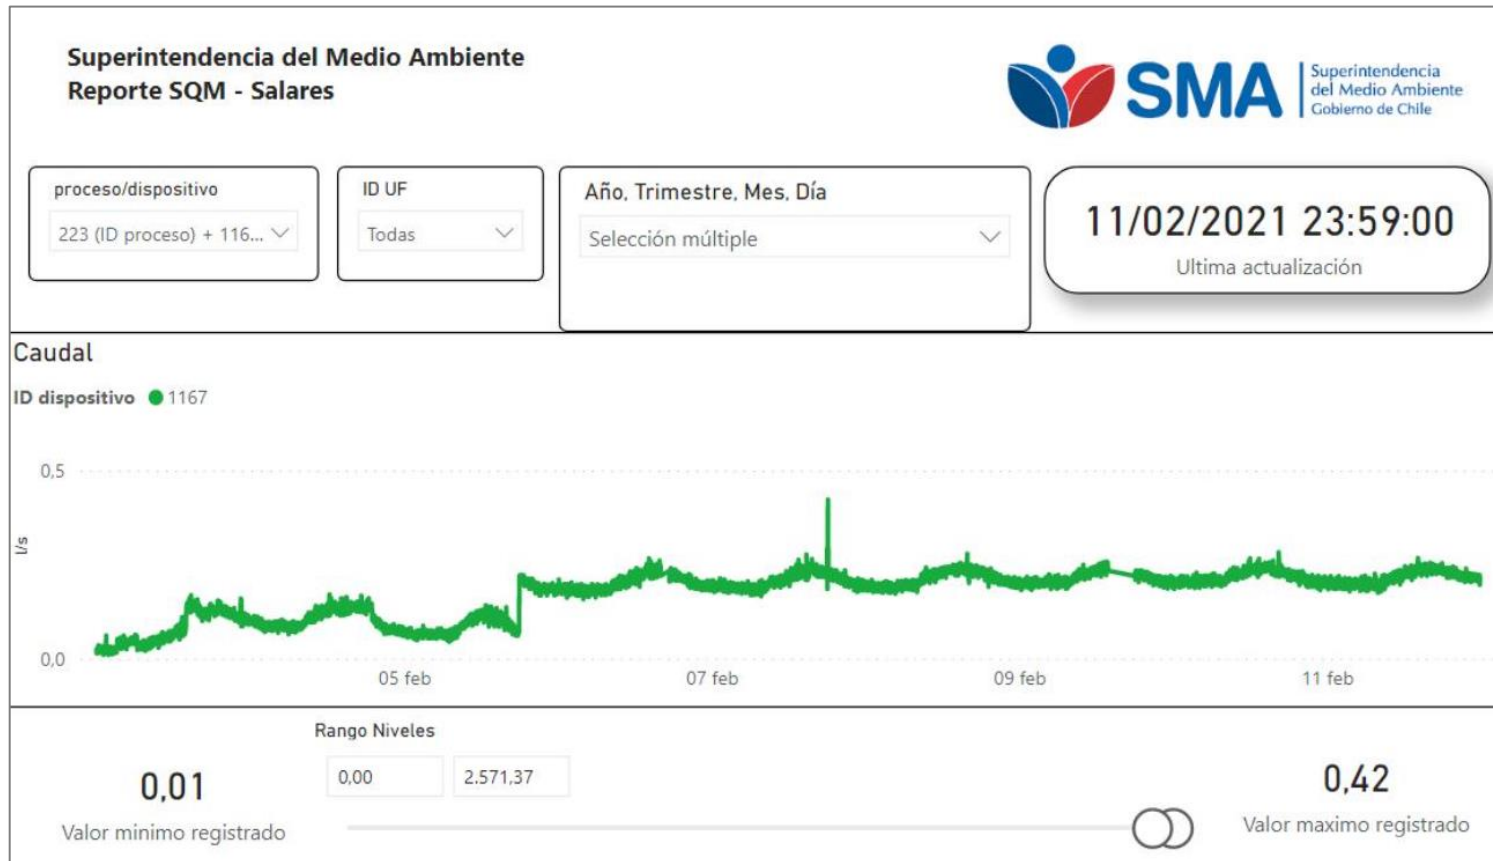 Superintendencia del Medio Ambiente
Reporte SQM - Salares
SMA
Superintendencia
del Medio Ambiente
Gobierno de Chile
proceso/dispositivo
223 (ID proceso) + 116...
ID UF
Todas
Año, Trimestre, Mes, Día
Selección múltiple
11/02/2021 23:59:00
Ultima actualización
Caudal
ID dispositivo 1167
0,5
l/s
0,0
05 feb 07 feb 09 feb 11 feb
Rango Niveles
0,00 2.571,37
0,01
Valor minimo registrado
0,42
Valor maximo registrado